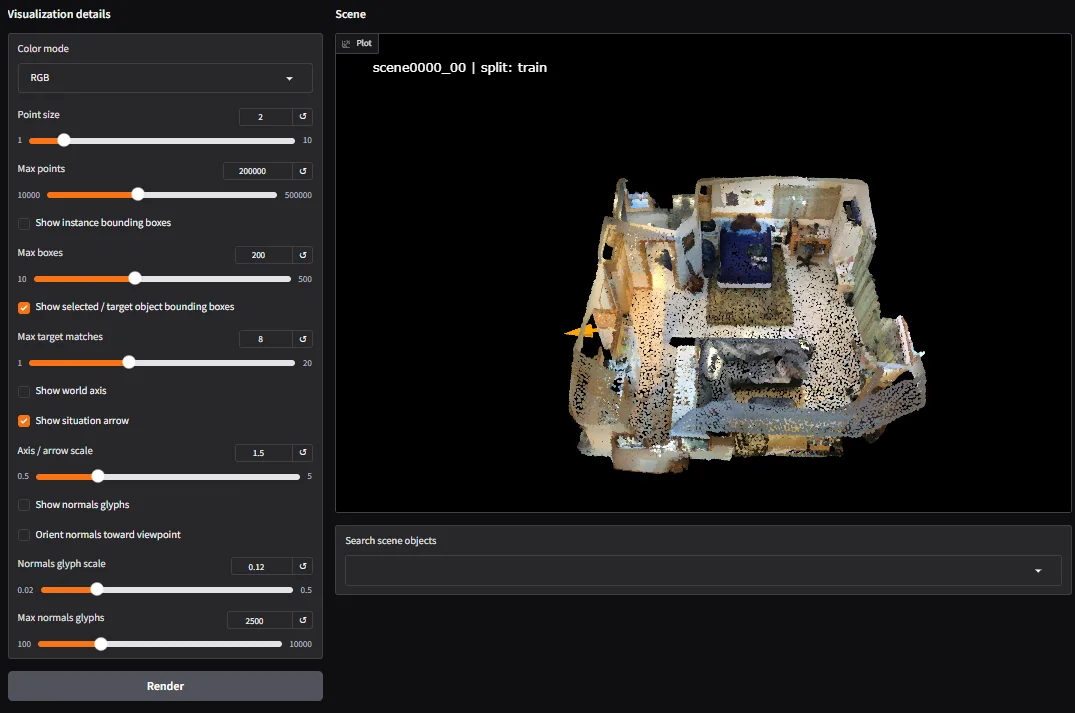 Visualization details
Color mode
RGB
Point size
2
1
10
Max points
200000
10000
500000
Show instance bounding boxes
Max boxes
200
10
500
Show selected / target object bounding boxes
Max target matches
8
1
20
Show world axis
Show situation arrow
Axis / arrow scale
1.5
0.5
5
Show normals glyphs
Orient normals toward viewpoint
Normals glyph scale
0.12
0.02
0.5
Max normals glyphs
2500
100
10000
Render
Scene
Plot
scene0000_00 | split: train
Search scene objects